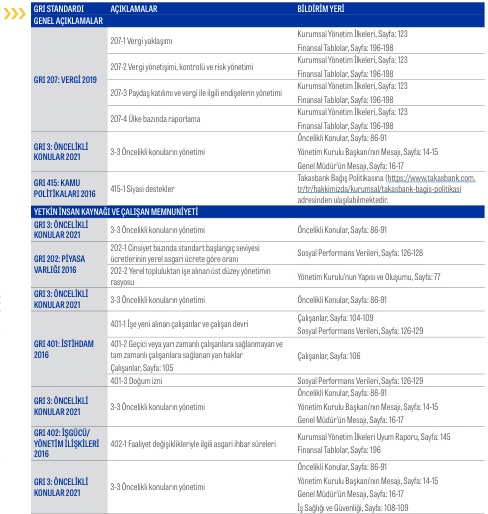 GRI STANDARDI AÇIKLAMALAR BİLDİRİM YERİ
GENEL AÇIKLAMALAR
GRI 207: VERGİ 2019
207-1 Vergi yaklaşımı
Kurumsal Yönetim İlkeleri, Sayfa: 123
Finansal Tablolar, Sayfa: 196-198
207-2 Vergi yönetişimi, kontrolü ve risk yönetimi
Kurumsal Yönetim İlkeleri, Sayfa: 123
Finansal Tablolar, Sayfa: 196-198
207-3 Paydaş katılımı ve vergi ile ilgili endişelerin yönetimi
Kurumsal Yönetim İlkeleri, Sayfa: 123
Finansal Tablolar, Sayfa: 196-198
207-4 Ülke bazında raporlama
Kurumsal Yönetim İlkeleri, Sayfa: 123
Finansal Tablolar, Sayfa: 196-198
GRI 3: ÖNCELİKLİ
KONULAR 2021
3-3 Öncelikli konuların yönetimi
Öncelikli Konular, Sayfa: 86-91
Yönetim Kurulu Başkanı'nın Mesajı, Sayfa: 14-15
Genel Müdür'ün Mesajı, Sayfa: 16-17
GRI 415: KAMU
POLİTİKALARI 2016
415-1 Siyasi destekler
Takasbank Bağış Politikasına (https://www.takasbank.com.
tr/tr/hakkimizda/kurumsal/takasbank-bagis-politikasi
adresinden ulaşılabilmektedir.
YETKİN İNSAN KAYNAĞI VE ÇALIŞAN MEMNUNİYETİ
GRI 3: ÖNCELİKLİ
KONULAR 2021
3-3 Öncelikli konuların yönetimi
Öncelikli Konular, Sayfa: 86-91
GRI 202: PİYASA
VARLIĞI 2016
202-1 Cinsiyet bazında standart başlangıç seviyesi
ücretlerinin yerel asgari ücrete göre oranı
Sosyal Performans Verileri, Sayfa: 126-128
202-2 Yerel topluluktan işe alınan üst düzey yönetimin
rasyosu
Yönetim Kurulu'nun Yapısı ve Oluşumu, Sayfa: 77
GRI 3: ÖNCELİKLİ
KONULAR 2021
3-3 Öncelikli konuların yönetimi
Öncelikli Konular, Sayfa: 86-91
GRI 401: İSTİHDAM
2016
401-1 İşe yeni alınan çalışanlar ve çalışan devri
Çalışanlar, Sayfa: 104-109
Sosyal Performans Verileri, Sayfa: 126-129
401-2 Geçici veya yarı zamanlı çalışanlara sağlanmayan ve
tam zamanlı çalışanlara sağlanan yan haklar
Çalışanlar, Sayfa: 105
Çalışanlar, Sayfa: 106
401-3 Doğum izni
Sosyal Performans Verileri, Sayfa: 126-129
GRI 3: ÖNCELİKLİ
KONULAR 2021
3-3 Öncelikli konuların yönetimi
Öncelikli Konular, Sayfa: 86-91
Yönetim Kurulu Başkanı'nın Mesajı, Sayfa: 14-15
Genel Müdür'ün Mesajı, Sayfa: 16-17
GRI 402: İŞGÜCÜ/
YÖNETİM İLİŞKİLERİ
2016
402-1 Faaliyet değişiklikleriyle ilgili asgari ihbar süreleri
Kurumsal Yönetim İlkeleri Uyum Raporu, Sayfa: 145
Finansal Tablolar, Sayfa: 196
GRI 3: ÖNCELİKLİ
KONULAR 2021
3-3 Öncelikli konuların yönetimi
Öncelikli Konular, Sayfa: 86-91
Yönetim Kurulu Başkanı'nın Mesajı, Sayfa: 14-15
Genel Müdür'ün Mesajı, Sayfa: 16-17
İş Sağlığı ve Güvenliği, Sayfa: 108-109